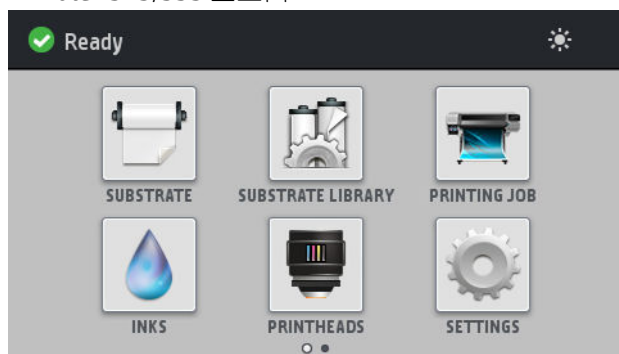 Ready
SUBSTRATE SUBSTRATE LIBRARY PRINTING JOB
INKS PRINTHEADS SETTINGS